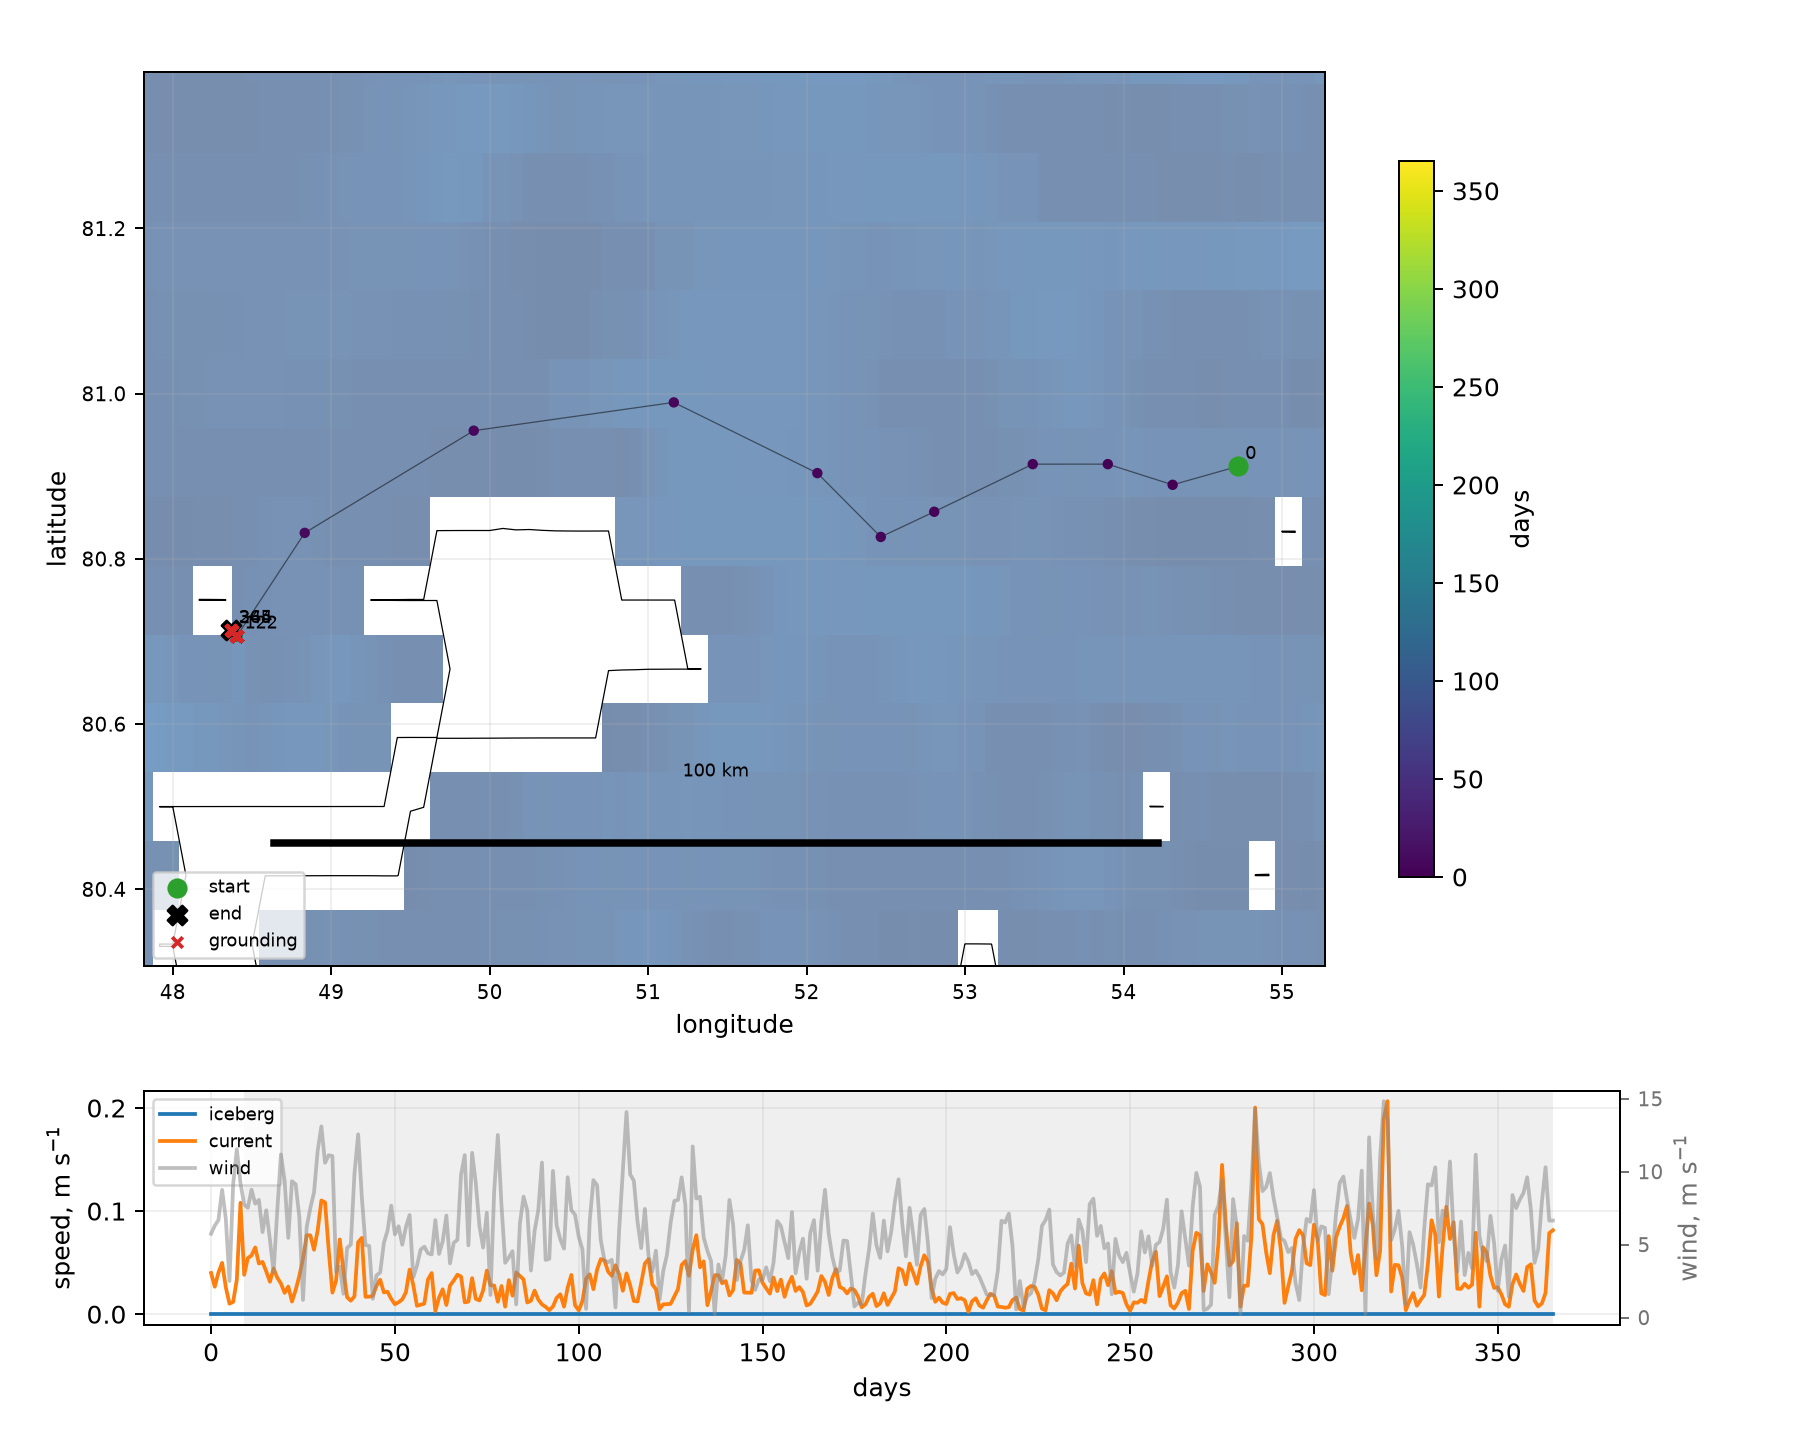 81.2
81.0
80.8
80.6
80.4
latitude
0
122
100 km
start
end
grounding
48 49 50 51 52 53 54 55
longitude
350
300
250
200
150
100
50
0
days
iceberg
current
wind
0.2
0.1
0.0
speed, m s⁻¹
15
10
5
0
wind, m s⁻¹
0 50 100 150 200 250 300 350
days